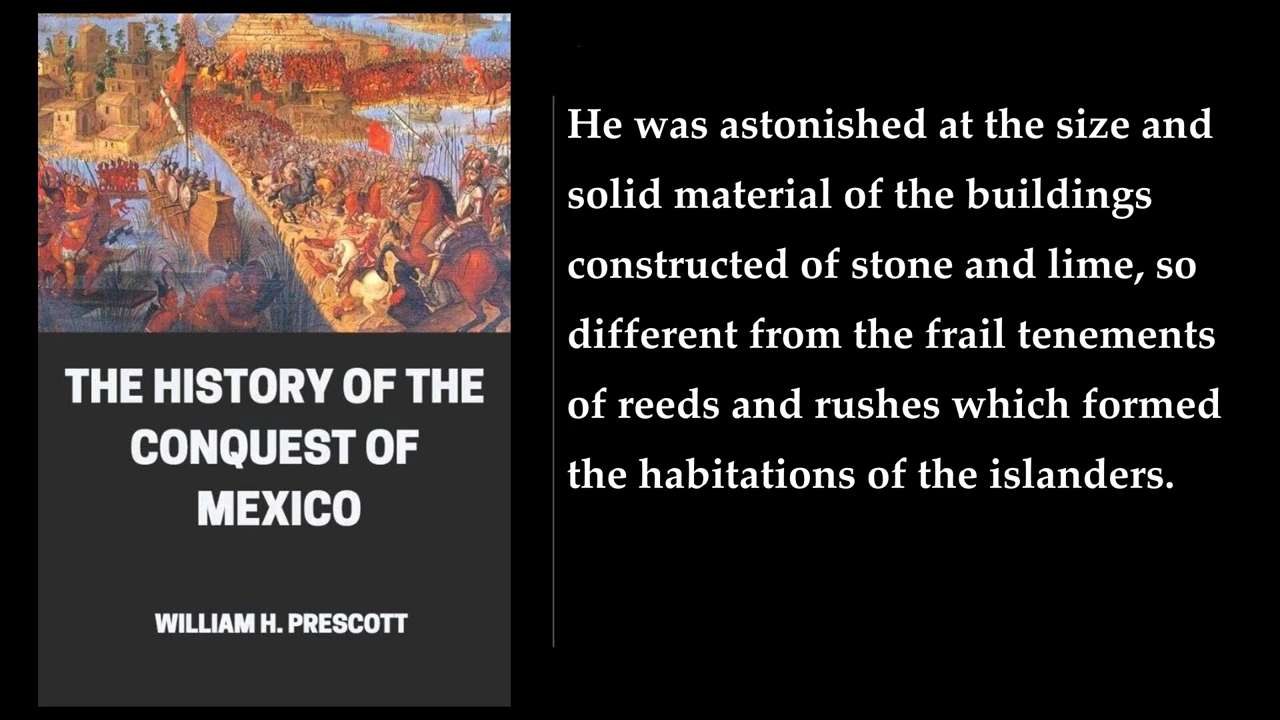 THE HISTORY OF THE
CONQUEST OF
MEXICO
WILLIAM H. PRESCOTT
He was astonished at the size and
solid material of the buildings
constructed of stone and lime, so
different from the frail tenements
of reeds and rushes which formed
the habitations of the islanders.